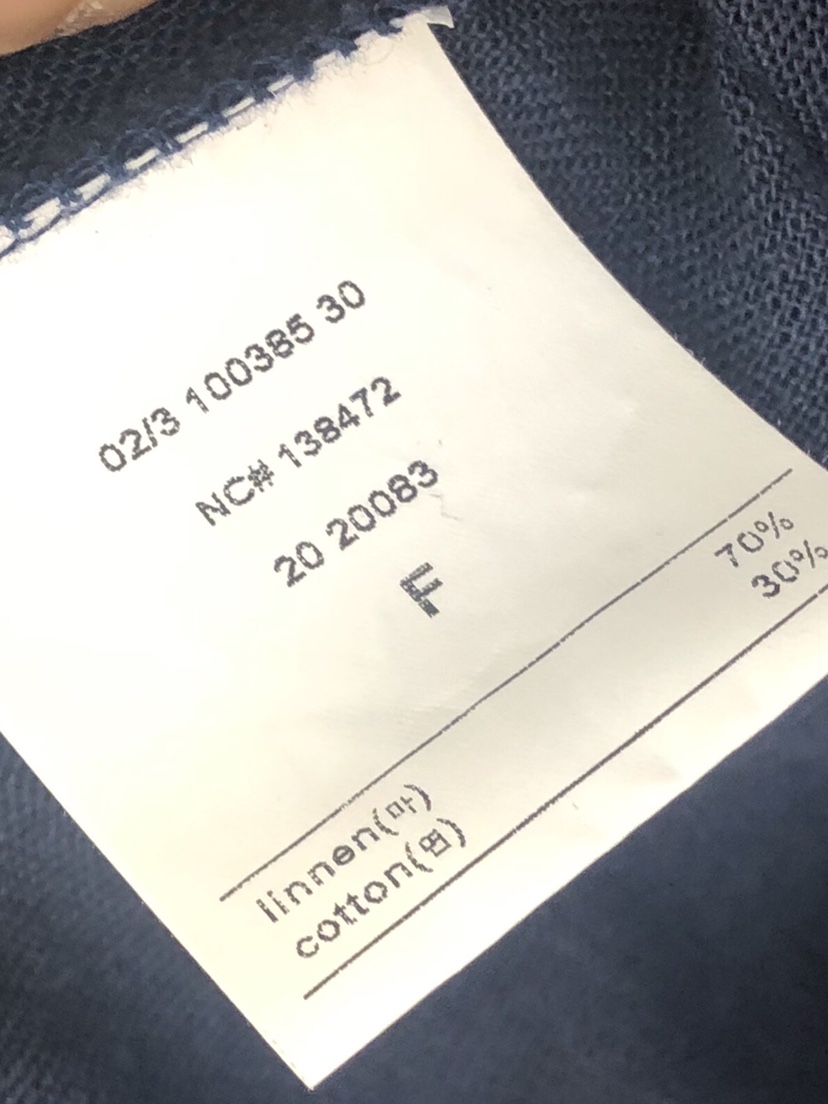 02/3 100385 30
NC# 138472
20 20083
F
linnen(마) 70%
cotton(면) 30%